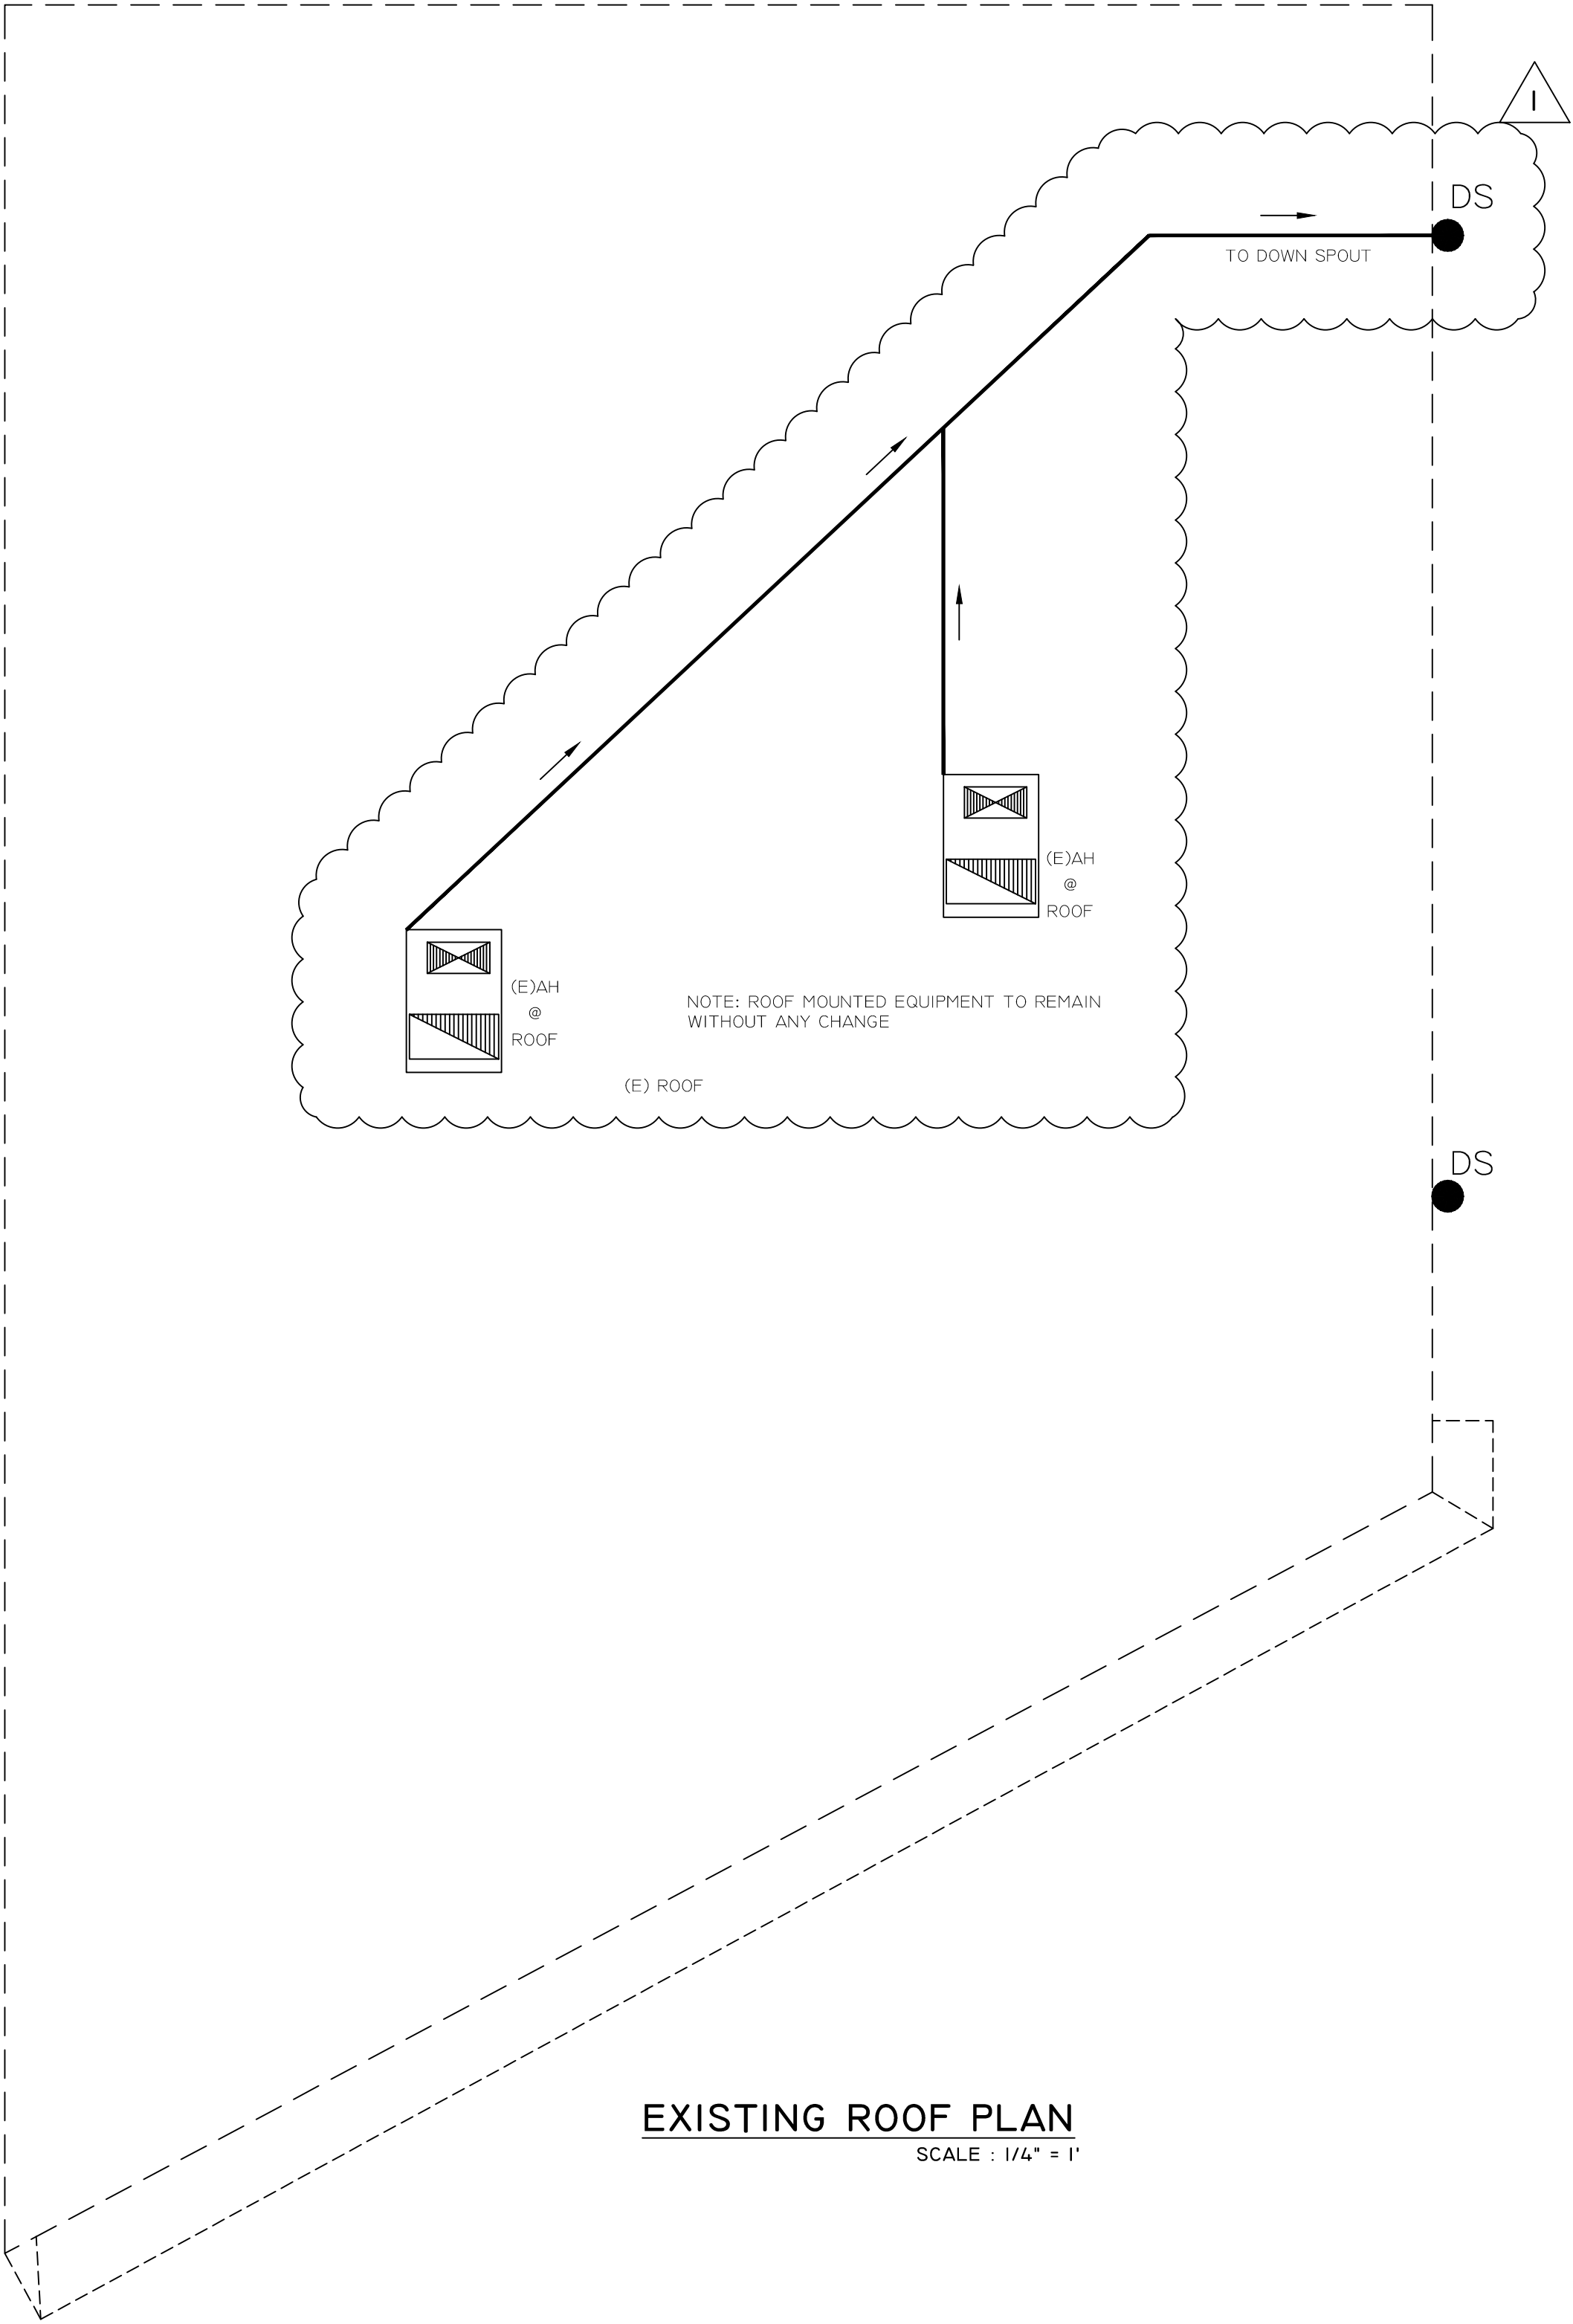 1
DS
TO DOWN SPOUT
(E)AH
@
ROOF
(E)AH
@
ROOF
NOTE: ROOF MOUNTED EQUIPMENT TO REMAIN
WITHOUT ANY CHANGE
(E) ROOF
DS
EXISTING ROOF PLAN
SCALE : 1/4" = 1'